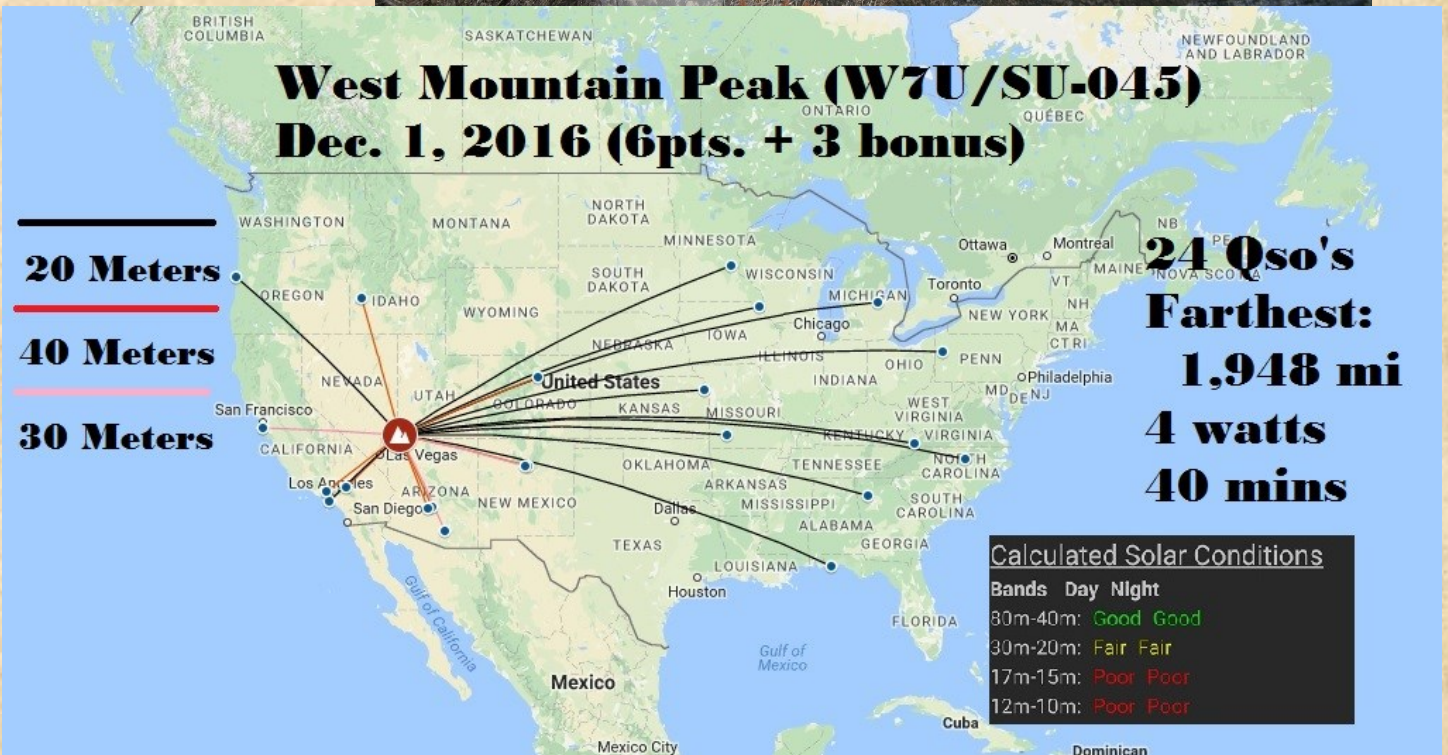 BRITISH
COLUMBIA
SASKATCHEWAN
NEWFOUNDLAND
AND LABRADOR
West Mountain Peak (W7U/SU-045)
Dec. 1, 2016 (6pts. + 3 bonus)
ONTARIO
QUÉBEC
20 Meters
40 Meters
30 Meters
24 Qso's
Farthest:
1,948 mi
4 watts
40 mins
WASHINGTON
MONTANA
NORTH
DAKOTA
MINNESOTA
Ottawa
Montreal
NB
PE
MAINE
NOVA SCOTIA
OREGON
IDAHO
SOUTH
DAKOTA
WISCONSIN
MICHIGAN
Toronto
VT
NH
WYOMING
NEW YORK
MA
CT RI
IOWA
Chicago
NEBRASKA
ILLINOIS
OHIO
PENN
NEVADA
UTAH
United States
INDIANA
Philadelphia
MD
DE
NJ
COLORADO
KANSAS
MISSOURI
WEST
VIRGINIA
San Francisco
CALIFORNIA
Las Vegas
KENTUCKY
VIRGINIA
OKLAHOMA
TENNESSEE
NORTH
CAROLINA
Los Angeles
ARIZONA
NEW MEXICO
ARKANSAS
San Diego
Dallas
MISSISSIPPI
SOUTH
CAROLINA
ALABAMA
TEXAS
GEORGIA
LOUISIANA
Houston
FLORIDA
Gulf of California
Gulf of
Mexico
Mexico
Cuba
Mexico City
Dominican
Calculated Solar Conditions
Bands Day Night
80m-40m: Good Good
30m-20m: Fair Fair
17m-15m: Poor Poor
12m-10m: Poor Poor